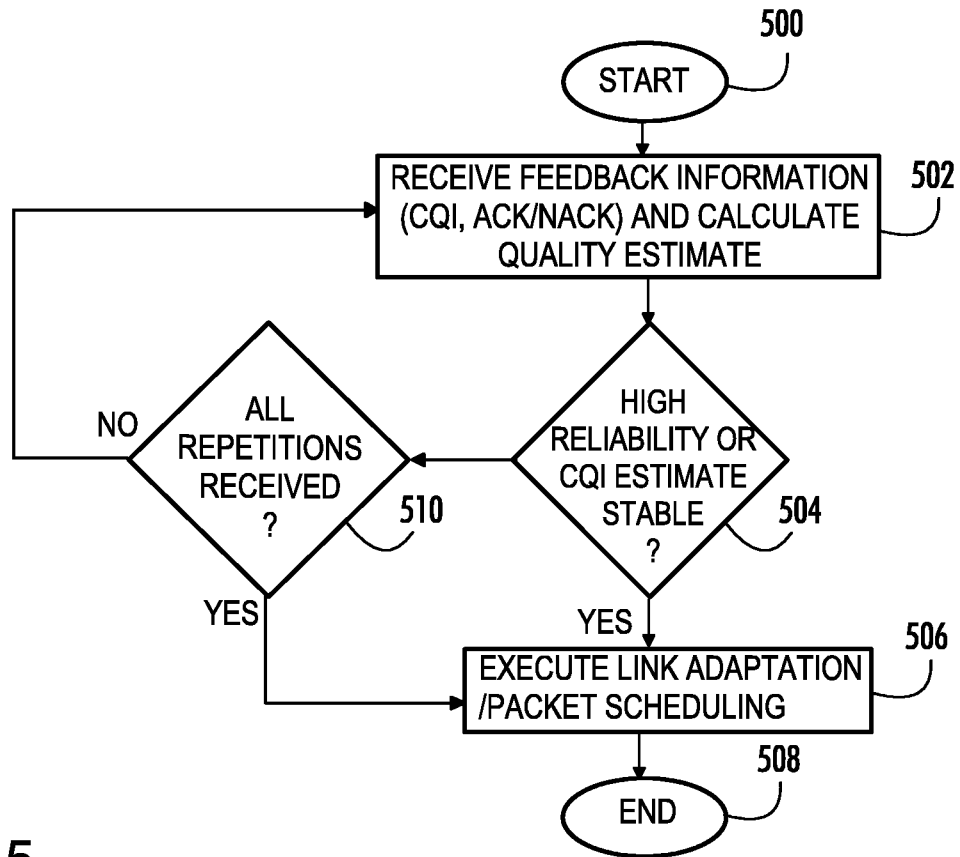 500
START
RECEIVE FEEDBACK INFORMATION
(CQI, ACK/NACK) AND CALCULATE
QUALITY ESTIMATE
502
HIGH
RELIABILITY OR
CQI ESTIMATE
STABLE
?
504
NO
ALL
REPETITIONS
RECEIVED
?
510
YES
YES
EXECUTE LINK ADAPTATION
/PACKET SCHEDULING
506
508
END
5